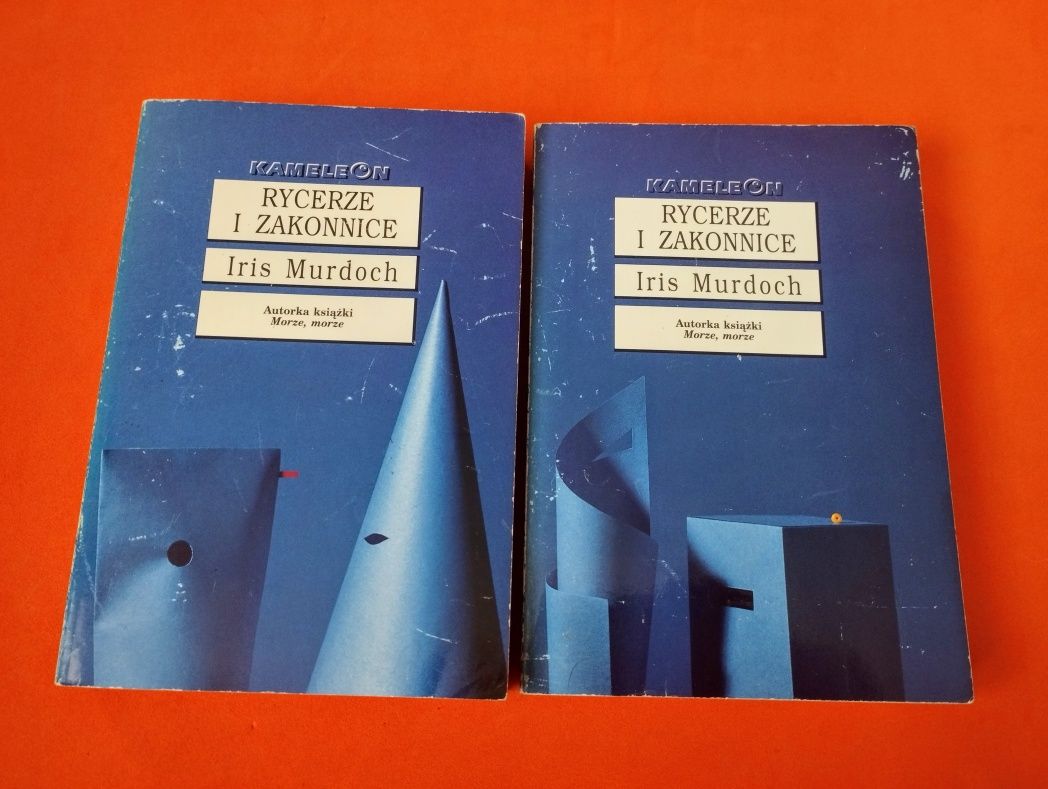 KAMELEON
RYCERZE
I ZAKONNICE
Iris Murdoch
Autorka książki
Morze, morze
KAMELEON
RYCERZE
I ZAKONNICE
Iris Murdoch
Autorka książki
Morze, morze